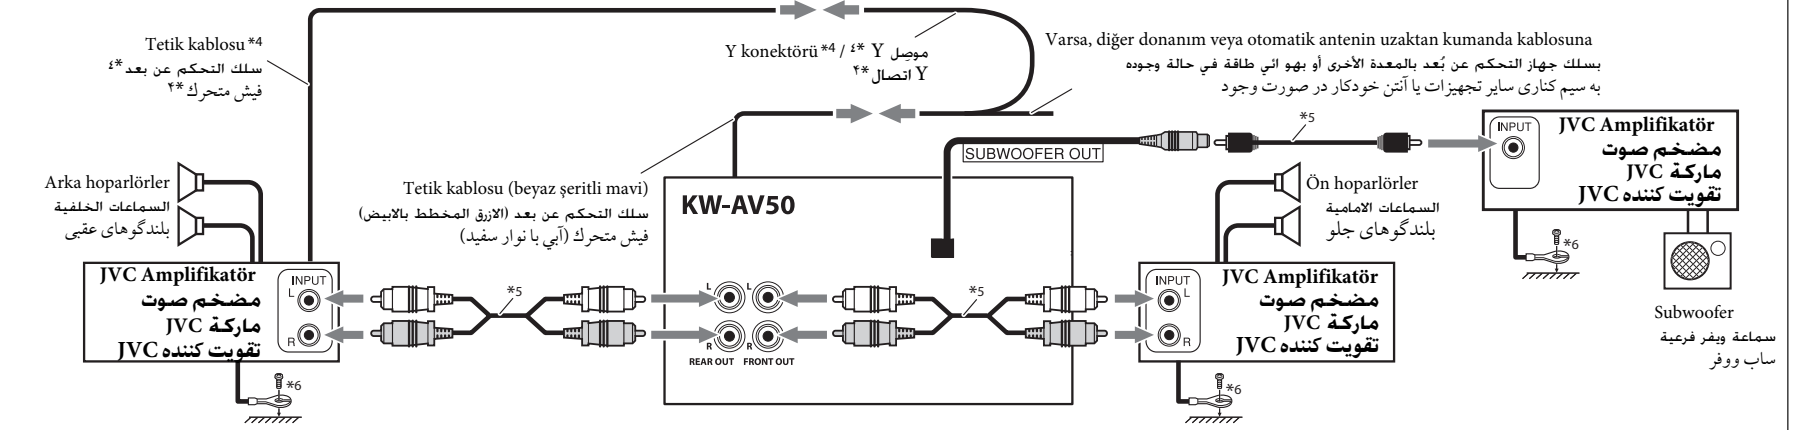 Tetik kablosu *4
سلك التحكم عن بعد *٤
فيش متحرك *۴
Y konektörü *4 / موصِل Y *٤
Y اتصال *۴
Varsa, diğer donanım veya otomatik antenin uzaktan kumanda kablosuna
بسلك جهاز التحكم عن بُعد بالمعدة الأخرى أو بهو ائي طاقة في حالة وجوده
به سیم کناری سایر تجهیزات یا آنتن خودکار در صورت وجود
*5
SUBWOOFER OUT
INPUT
JVC Amplifikatör
مضخم صوت
ماركة JVC
تقویت کننده JVC
*6
Subwoofer
سماعة ويفر فرعية
ساب ووفر
Arka hoparlörler
السماعات الخلفية
بلندگوهای عقبی
Tetik kablosu (beyaz şeritli mavi)
سلك التحكم عن بعد (الازرق المخطط بالابيض)
فیش متحرك (آبي با نوار سفید)
KW-AV50
Ön hoparlörler
السماعات الامامية
بلندگوهای جلو
JVC Amplifikatör
مضخم صوت
ماركة JVC
تقویت کننده JVC
INPUT
L
R
*5
L
L
R
R
REAR OUT
FRONT OUT
*5
INPUT
L
R
JVC Amplifikatör
مضخم صوت
ماركة JVC
تقویت کننده JVC
*6
*6